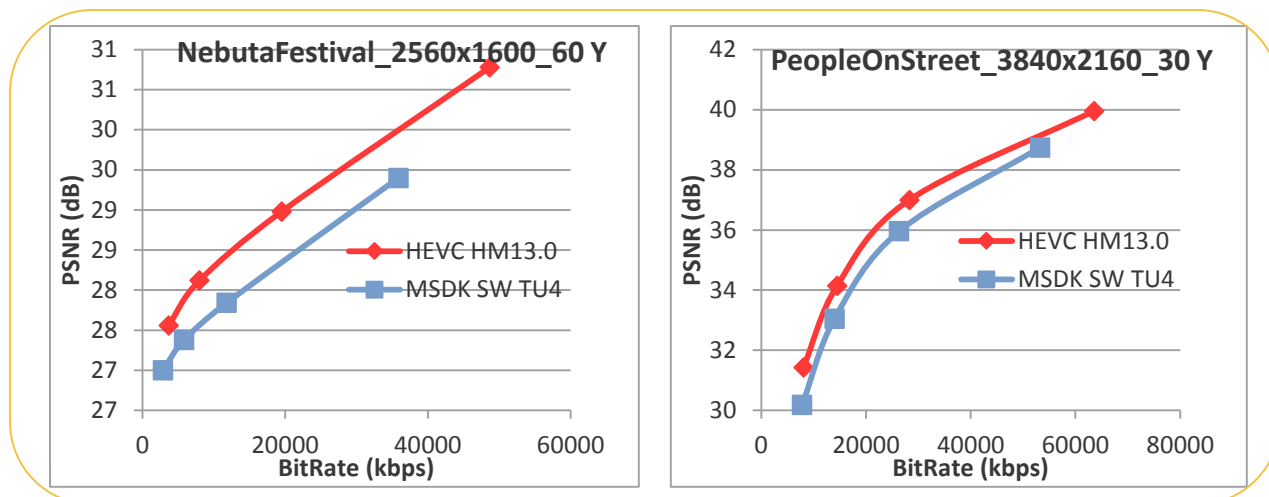 NebutaFestival_2560x1600_60 Y
31
31
30
30
29
29
28
28
27
27
PSNR (dB)
HEVC HM13.0
MSDK SW TU4
0 20000 40000 60000
BitRate (kbps)
PeopleOnStreet_3840x2160_30 Y
42
40
38
36
34
32
30
PSNR (dB)
HEVC HM13.0
MSDK SW TU4
0 20000 40000 60000 80000
BitRate (kbps)